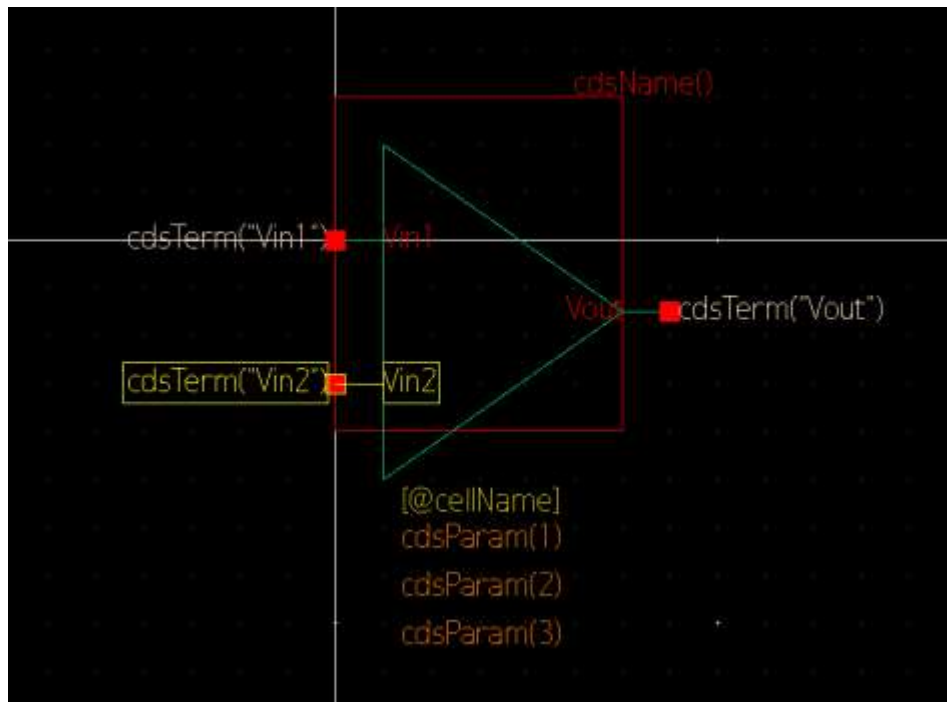 cdsName()
cdsTerm("Vin1")
Vin1
Vout
cdsTerm("Vout")
cdsTerm("Vin2")
Vin2
[@cellName]
cdsParam(1)
cdsParam(2)
cdsParam(3)